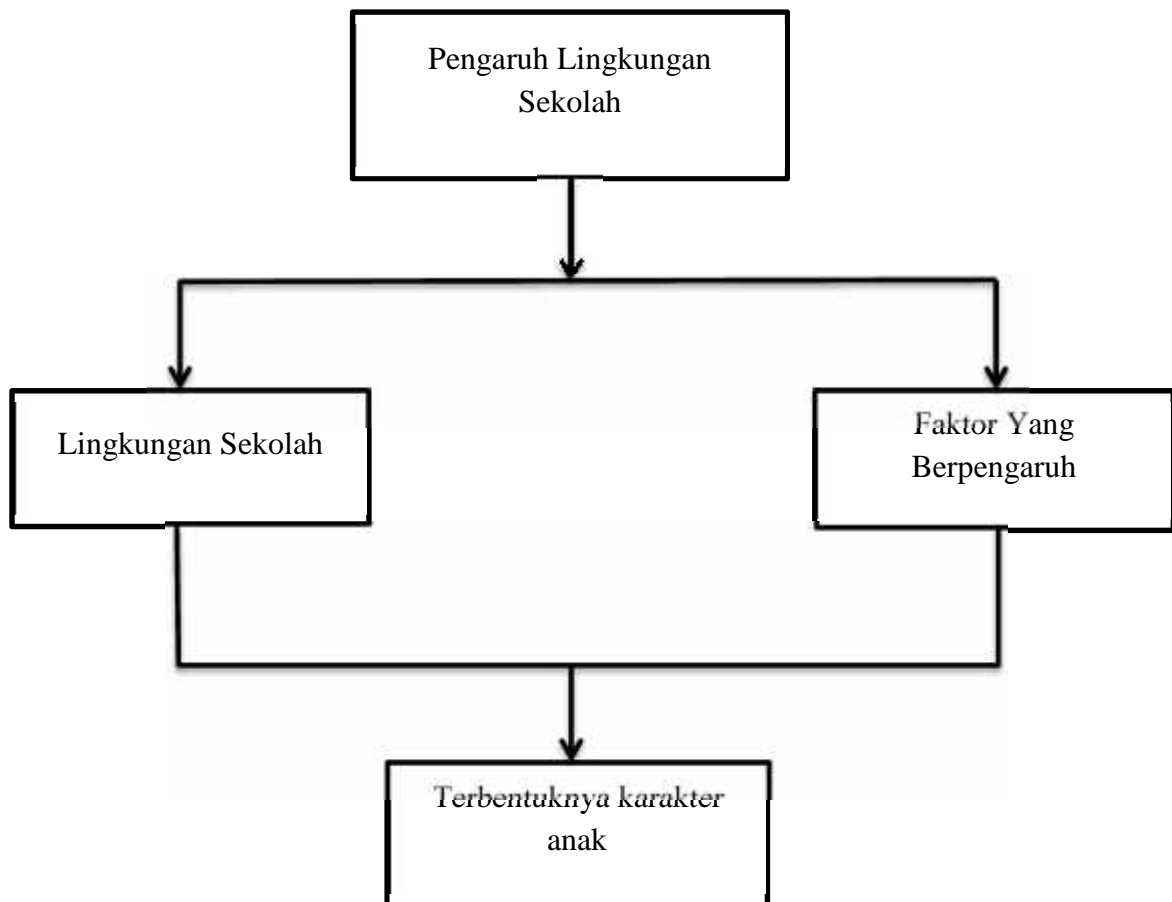 Pengaruh Lingkungan
Sekolah
Lingkungan Sekolah
Faktor Yang
Berpengaruh
Terbentuknya karakter
anak